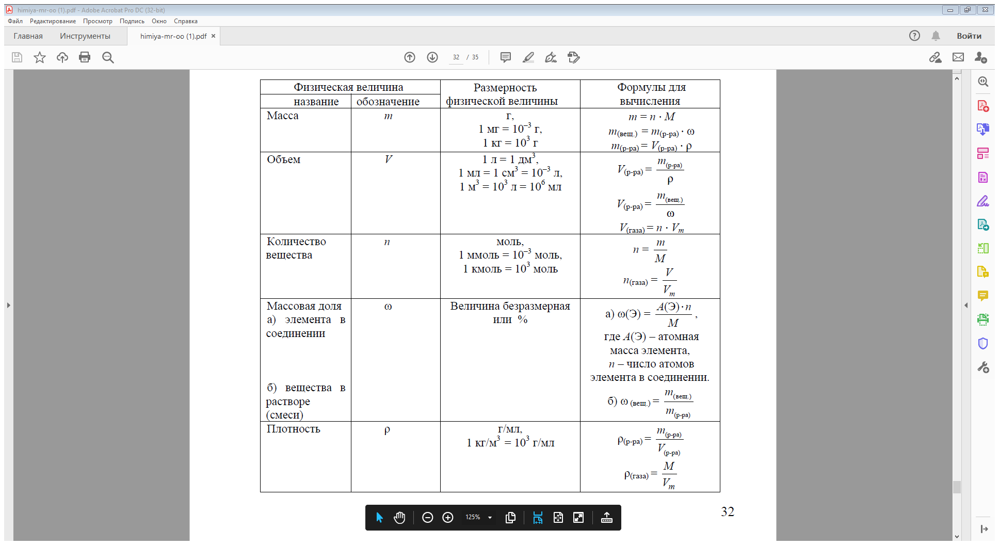 himiya-mr-oo (1).pdf - Adobe Acrobat Pro DC (32-bit)
Файл Редактирование Просмотр Подпись Окно Справка
Главная Инструменты himiya-mr-oo (1).pdf × Войти
32 / 35
Физическая величина
название обозначение
Размерность
физической величины
Формулы для
вычисления
Масса
m
г,
1 мг = 10⁻³ г,
1 кг = 10³ г
m = n · M
m(вещ.) = m(р-ра) · ω
m(р-ра) = V(р-ра) · ρ
Объем
V
1 л = 1 дм³,
1 мл = 1 см³ = 10⁻³ л,
1 м³ = 10³ л = 10⁶ мл
V(р-ра) = m(р-ра) / ρ
V(р-ра) = m(вещ.) / ω
V(газа) = n · Vm
Количество
вещества
n
моль,
1 ммоль = 10⁻³ моль,
1 кмоль = 10³ моль
n = m / M
n(газа) = V / Vm
Массовая доля
а) элемента в
соединении
б) вещества в
растворе
(смеси)
ω
Величина безразмерная
или %
а) ω(Э) = A(Э)·n / M ,
где A(Э) – атомная
масса элемента,
n – число атомов
элемента в соединении.
б) ω (вещ.) = m(вещ.) / m(р-ра)
Плотность
ρ
г/мл,
1 кг/м³ = 10³ г/мл
ρ(р-ра) = m(р-ра) / V(р-ра)
ρ(газа) = M / Vm
32
125%